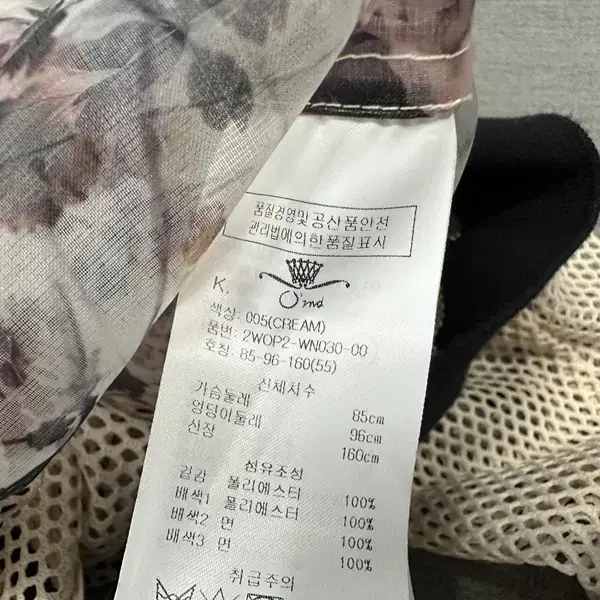 품질경영및공산품안전
관리법에의한품질표시
K.
O'md
색상: 005(CREAM)
품번: 2WOP2-WN030-00
호칭: 85-96-160(55)
신체치수
가슴둘레 85cm
엉덩이둘레 96cm
신장 160cm
섬유조성
겉감 폴리에스터 100%
배색1 폴리에스터 100%
배색2 면 100%
배색3 면 100%
취급주의